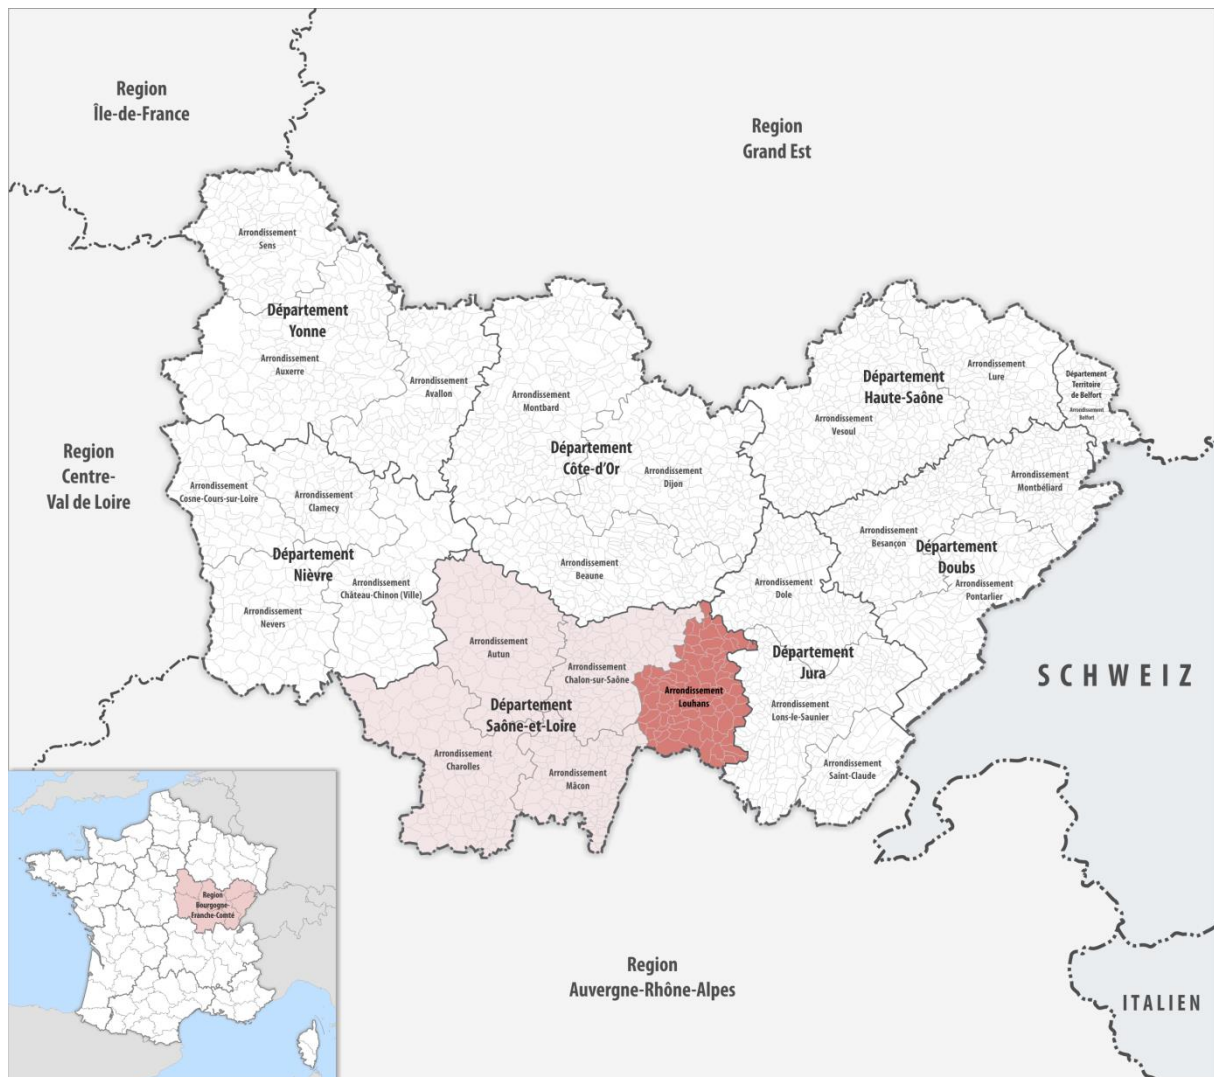 Region
Île-de-France
Region
Grand Est
Arrondissement
Sens
Département
Yonne
Arrondissement
Auxerre
Arrondissement
Avallon
Arrondissement
Montbard
Département
Côte-d'Or
Arrondissement
Dijon
Arrondissement
Beaune
Département
Haute-Saône
Arrondissement
Vesoul
Arrondissement
Lure
Département
Territoire
de Belfort
Arrondissement
Belfort
Region
Centre-
Val de Loire
Arrondissement
Cosne-Cours-sur-Loire
Arrondissement
Clamecy
Département
Nièvre
Arrondissement
Château-Chinon (Ville)
Arrondissement
Nevers
Arrondissement
Montbéliard
Arrondissement
Besançon
Département
Doubs
Arrondissement
Pontarlier
Arrondissement
Dole
Département
Jura
Arrondissement
Lons-le-Saunier
Arrondissement
Saint-Claude
Arrondissement
Autun
Arrondissement
Chalon-sur-Saône
Département
Saône-et-Loire
Arrondissement
Louhans
Arrondissement
Charolles
Arrondissement
Mâcon
SCHWEIZ
Region
Bourgogne-
Franche-Comté
Region
Auvergne-Rhône-Alpes
ITALIEN